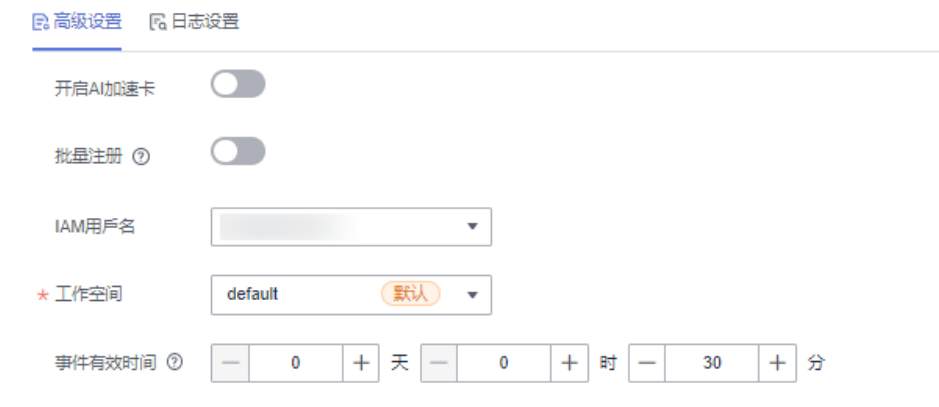 高级设置 日志设置
开启AI加速卡
批量注册
IAM用戶名
* 工作空间 default 默认
事件有效时间 0 天 0 时 30 分